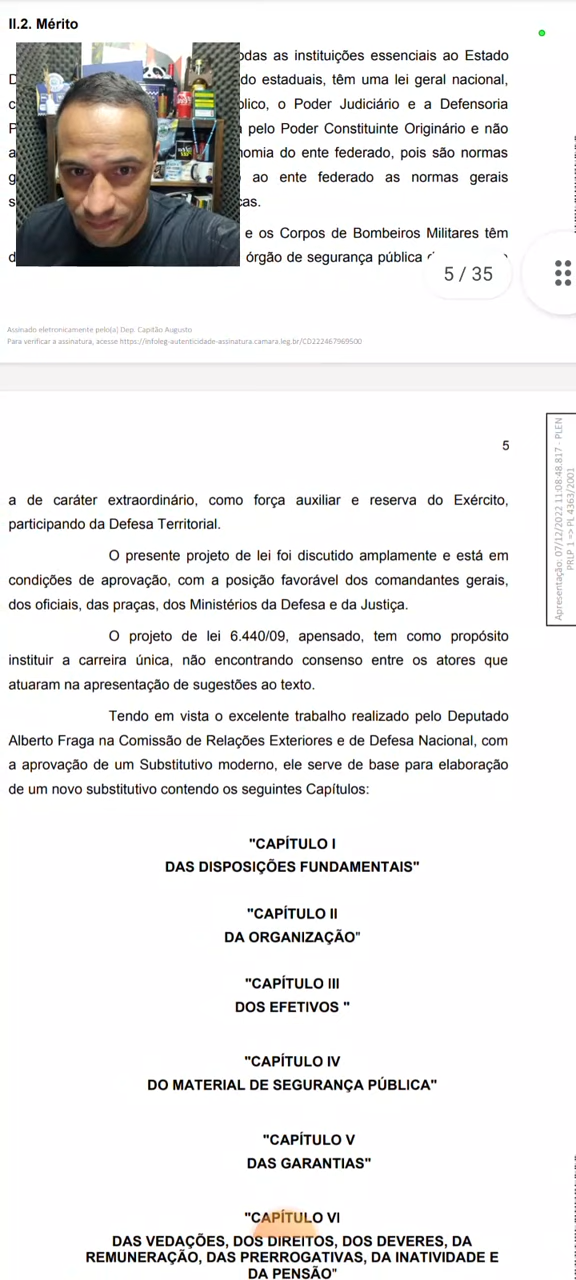 II.2. Mérito
odas as instituições essenciais ao Estado
do estaduais, têm uma lei geral nacional,
blico, o Poder Judiciário e a Defensoria
pelo Poder Constituinte Originário e não
nomia do ente federado, pois são normas
ao ente federado as normas gerais
cas.
e os Corpos de Bombeiros Militares têm
órgão de segurança pública
5 / 35
Assinado eletronicamente pelo(a) Dep. Capitão Augusto
Para verificar a assinatura, acesse https://infoleg-autenticidade-assinatura.camara.leg.br/CD222467969500
5
Apresentação: 07/12/2022 11:08:48.817 - PLEN
PRLP 1 => PL 4363/2001
a de caráter extraordinário, como força auxiliar e reserva do Exército,
participando da Defesa Territorial.
O presente projeto de lei foi discutido amplamente e está em
condições de aprovação, com a posição favorável dos comandantes gerais,
dos oficiais, das praças, dos Ministérios da Defesa e da Justiça.
O projeto de lei 6.440/09, apensado, tem como propósito
instituir a carreira única, não encontrando consenso entre os atores que
atuaram na apresentação de sugestões ao texto.
Tendo em vista o excelente trabalho realizado pelo Deputado
Alberto Fraga na Comissão de Relações Exteriores e de Defesa Nacional, com
a aprovação de um Substitutivo moderno, ele serve de base para elaboração
de um novo substitutivo contendo os seguintes Capítulos:
"CAPÍTULO I
DAS DISPOSIÇÕES FUNDAMENTAIS"
"CAPÍTULO II
DA ORGANIZAÇÃO"
"CAPÍTULO III
DOS EFETIVOS "
"CAPÍTULO IV
DO MATERIAL DE SEGURANÇA PÚBLICA"
"CAPÍTULO V
DAS GARANTIAS"
"CAPÍTULO VI
DAS VEDAÇÕES, DOS DIREITOS, DOS DEVERES, DA
REMUNERAÇÃO, DAS PRERROGATIVAS, DA INATIVIDADE E
DA PENSÃO"